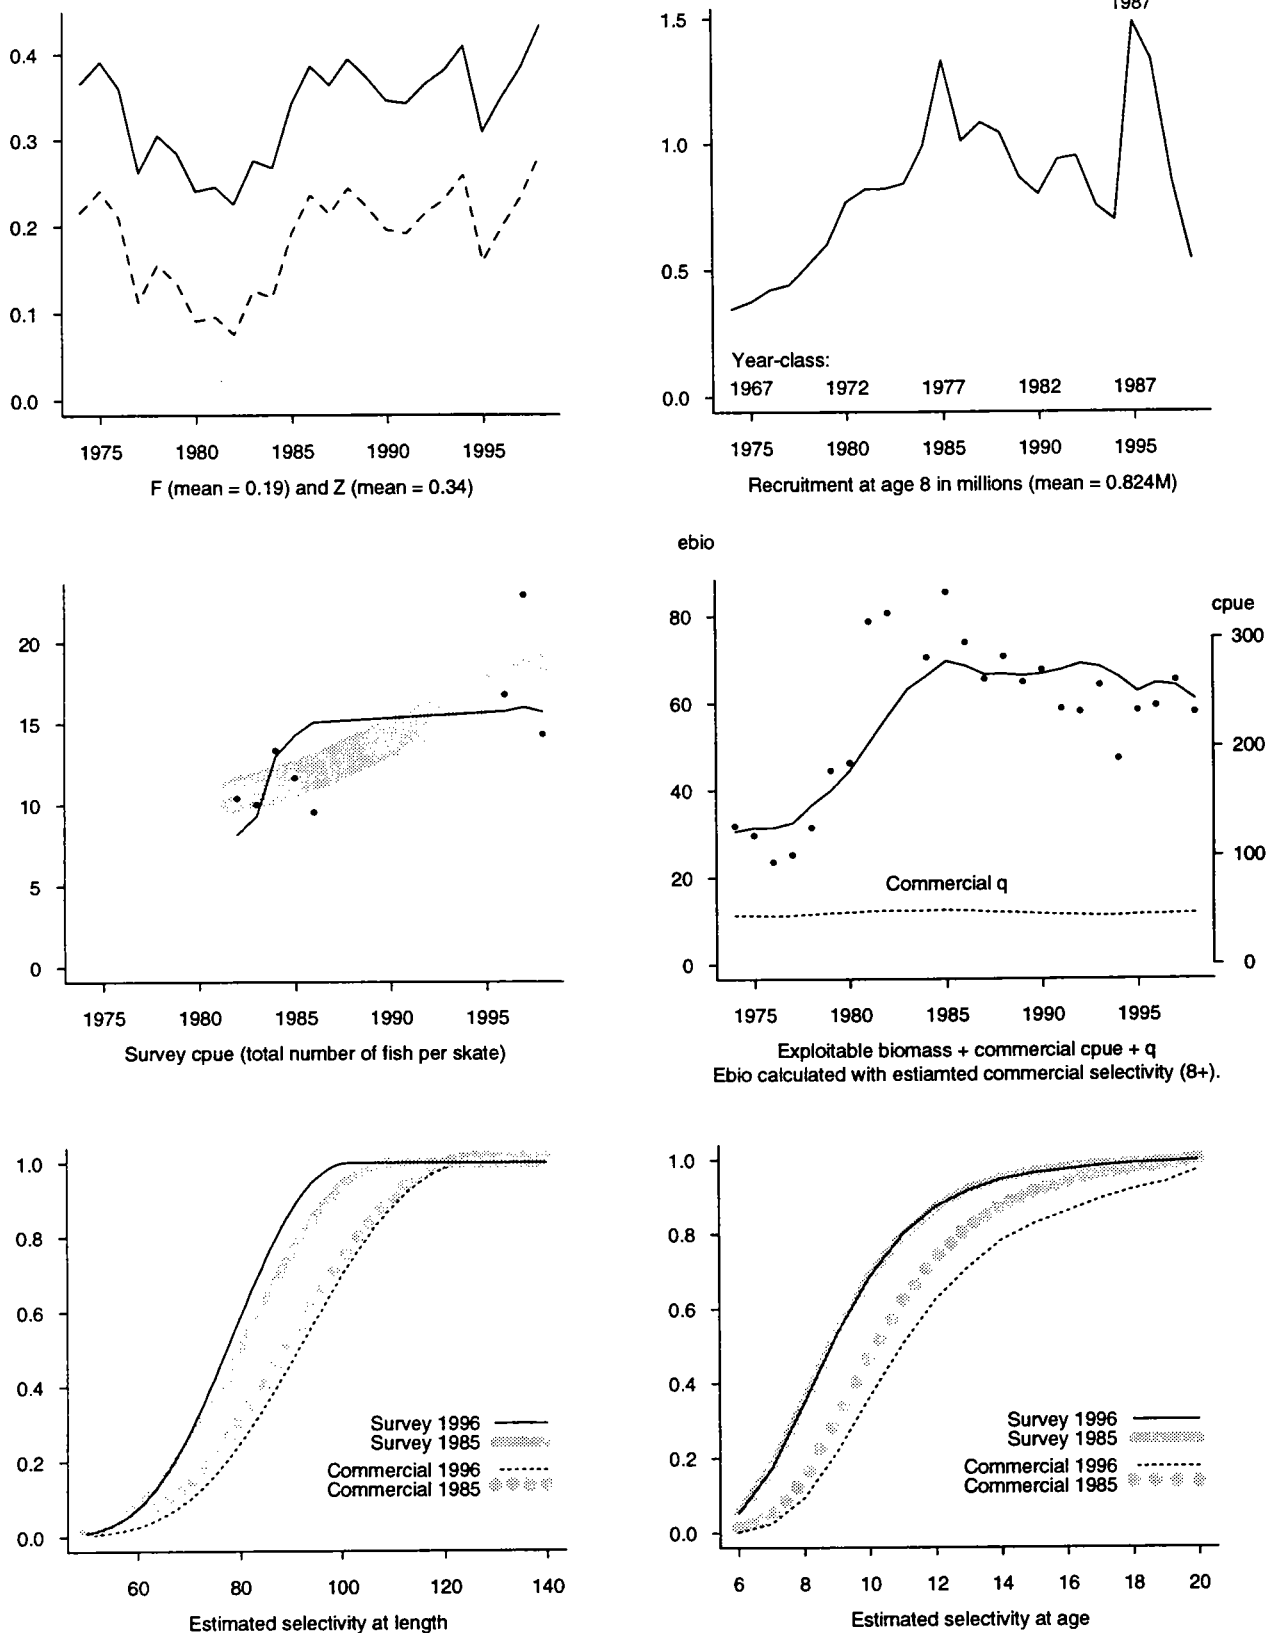 0.4
0.3
0.2
0.1
0.0
1975 1980 1985 1990 1995
F (mean = 0.19) and Z (mean = 0.34)
1987
1.5
1.0
0.5
0.0
Year-class:
1967 1972 1977 1982 1987
1975 1980 1985 1990 1995
Recruitment at age 8 in millions (mean = 0.824M)
20
15
10
5
0
1975 1980 1985 1990 1995
Survey cpue (total number of fish per skate)
ebio
80
60
40
20
0
cpue
300
200
100
0
Commercial q
1975 1980 1985 1990 1995
Exploitable biomass + commercial cpue + q
Ebio calculated with estiamted commercial selectivity (8+).
1.0
0.8
0.6
0.4
0.2
0.0
Survey 1996
Survey 1985
Commercial 1996
Commercial 1985
60 80 100 120 140
Estimated selectivity at length
1.0
0.8
0.6
0.4
0.2
0.0
Survey 1996
Survey 1985
Commercial 1996
Commercial 1985
6 8 10 12 14 16 18 20
Estimated selectivity at age